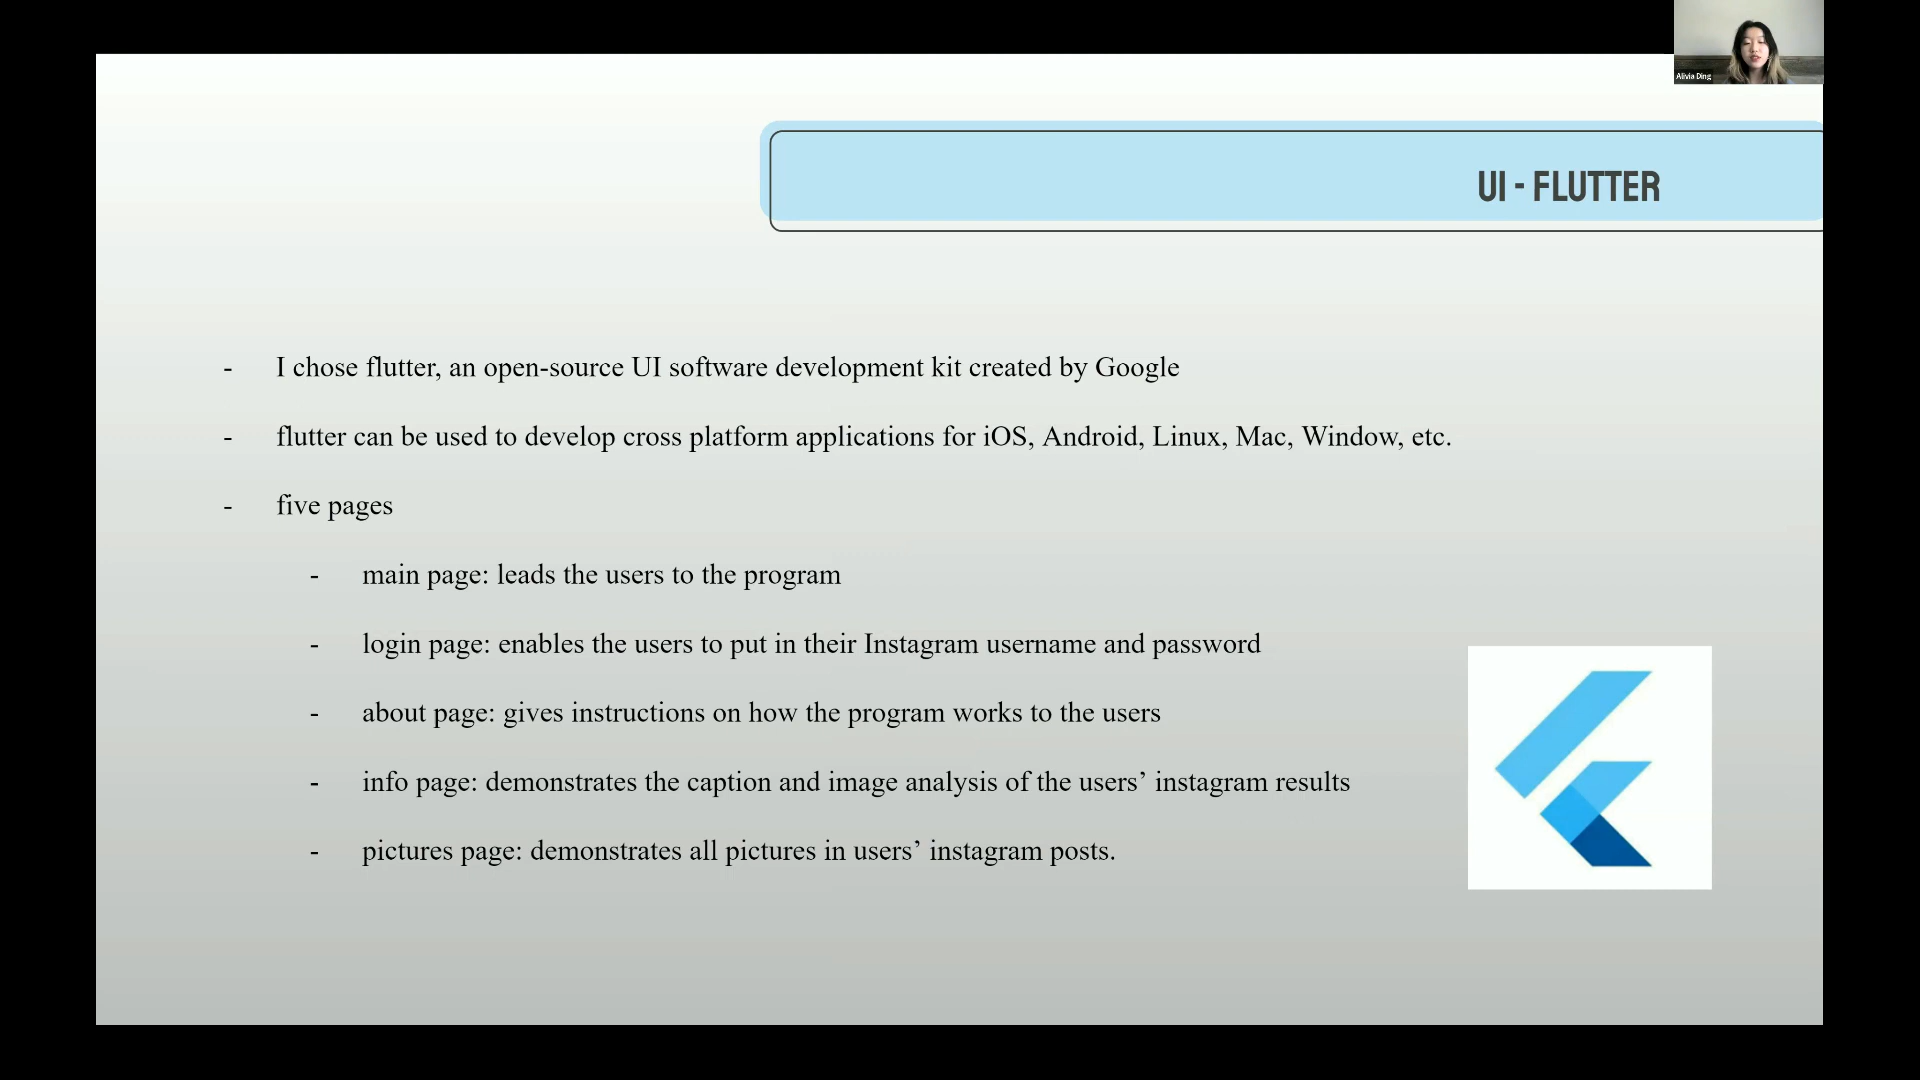 Alivia Ding
UI - FLUTTER
- I chose flutter, an open-source UI software development kit created by Google
- flutter can be used to develop cross platform applications for iOS, Android, Linux, Mac, Window, etc.
- five pages
- main page: leads the users to the program
- login page: enables the users to put in their Instagram username and password
- about page: gives instructions on how the program works to the users
- info page: demonstrates the caption and image analysis of the users’ instagram results
- pictures page: demonstrates all pictures in users’ instagram posts.